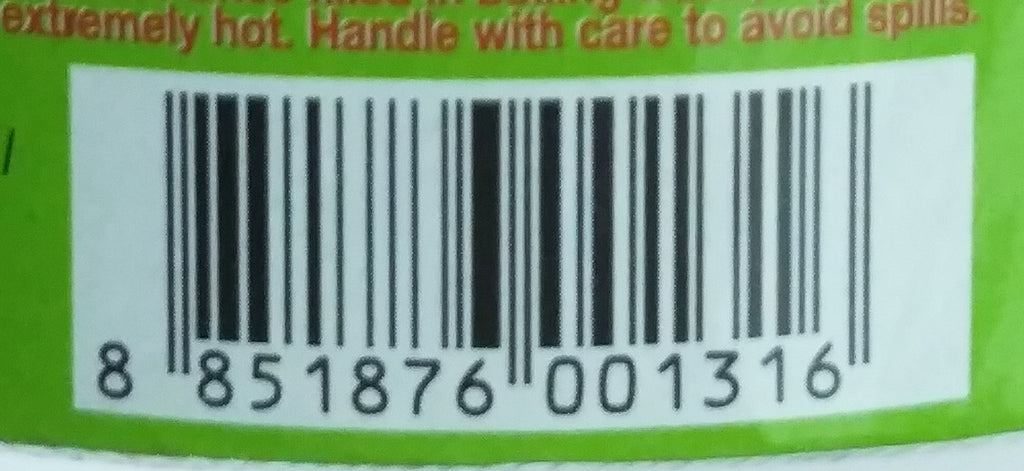 extremely hot. Handle with care to avoid spills.
8 851876 001316